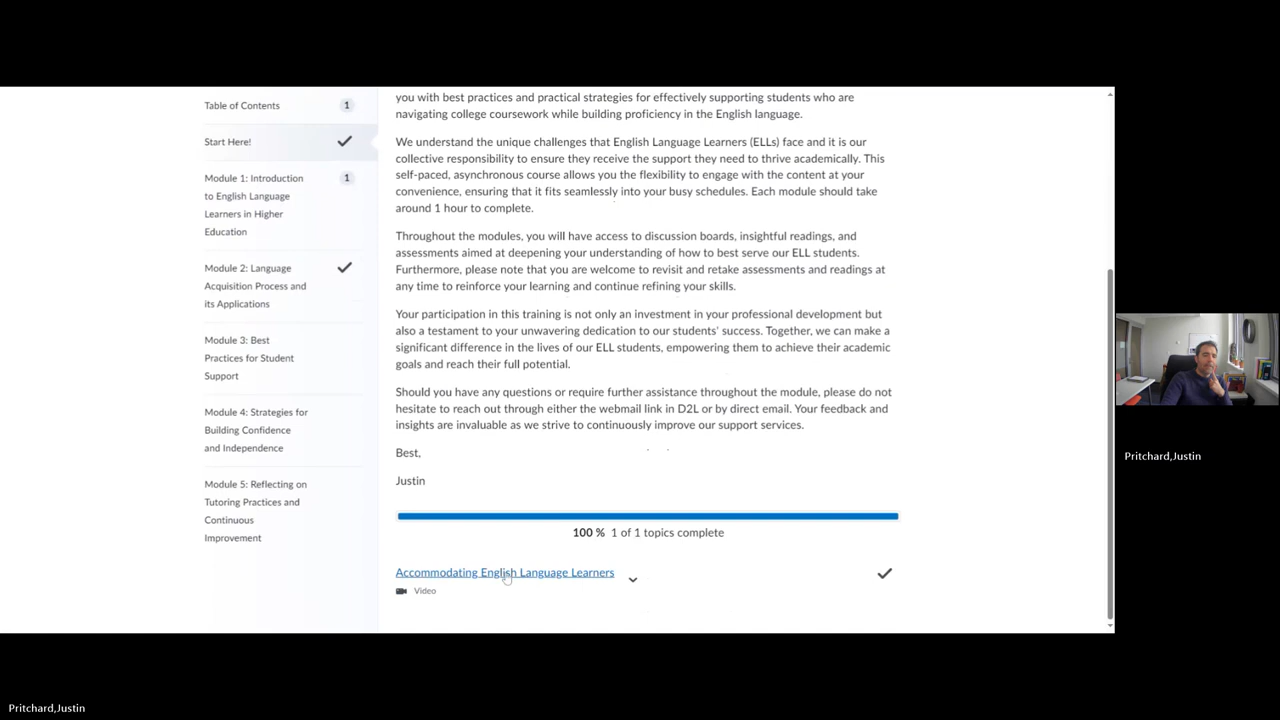 Table of Contents
1
Start Here!
Module 1: Introduction
1
to English Language
Learners in Higher
Education
Module 2: Language
Acquisition Process and
its Applications
Module 3: Best
Practices for Student
Support
Module 4: Strategies for
Building Confidence
and Independence
Module 5: Reflecting on
Tutoring Practices and
Continuous
Improvement
you with best practices and practical strategies for effectively supporting students who are
navigating college coursework while building proficiency in the English language.
We understand the unique challenges that English Language Learners (ELLs) face and it is our
collective responsibility to ensure they receive the support they need to thrive academically. This
self-paced, asynchronous course allows you the flexibility to engage with the content at your
convenience, ensuring that it fits seamlessly into your busy schedules. Each module should take
around 1 hour to complete.
Throughout the modules, you will have access to discussion boards, insightful readings, and
assessments aimed at deepening your understanding of how to best serve our ELL students.
Furthermore, please note that you are welcome to revisit and retake assessments and readings at
any time to reinforce your learning and continue refining your skills.
Your participation in this training is not only an investment in your professional development but
also a testament to your unwavering dedication to our students' success. Together, we can make a
significant difference in the lives of our ELL students, empowering them to achieve their academic
goals and reach their full potential.
Should you have any questions or require further assistance throughout the module, please do not
hesitate to reach out through either the webmail link in D2L or by direct email. Your feedback and
insights are invaluable as we strive to continuously improve our support services.
Best,
Justin
100 % 1 of 1 topics complete
Accommodating English Language Learners
Video
Pritchard,Justin
Pritchard,Justin